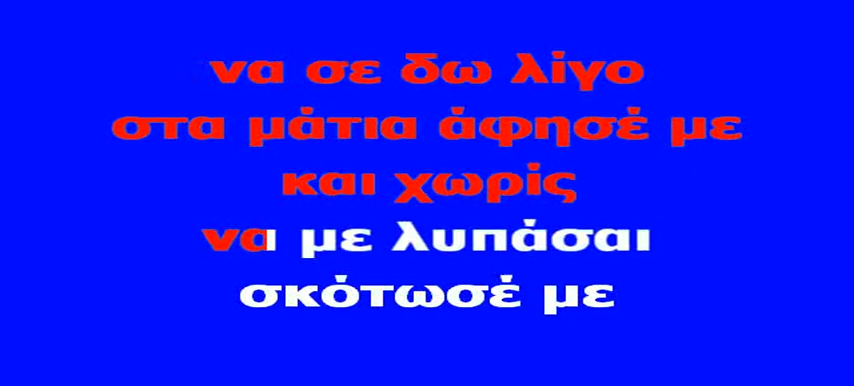 να σε δω λίγο
στα μάτια άφησέ με
και χωρίς
να με λυπάσαι
σκότωσέ με